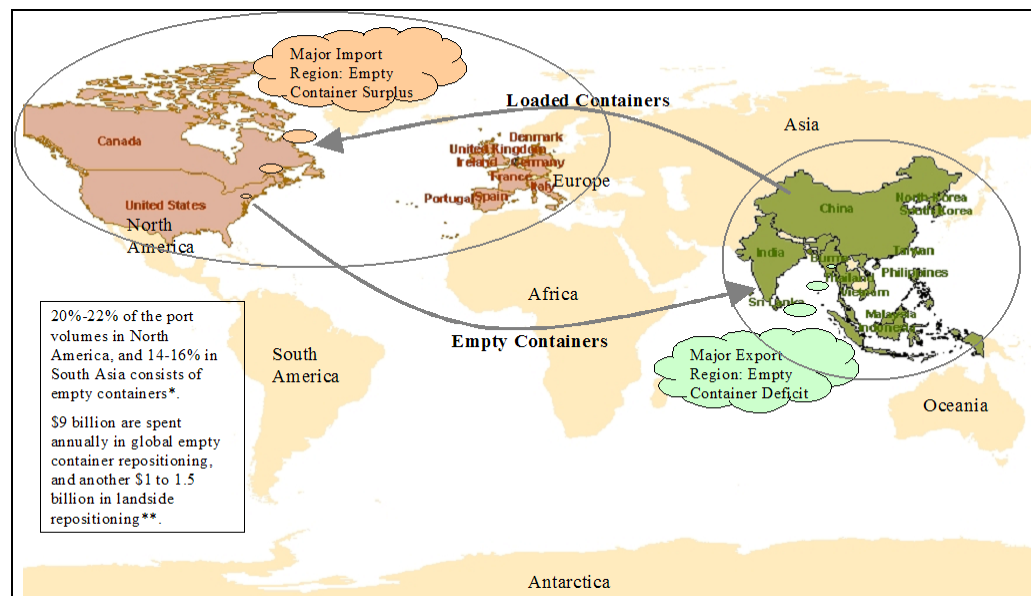 Major Import
Region: Empty
Container Surplus
Loaded Containers
Asia
Canada
Denmark
United Kingdom
Ireland
Germany
France
Italy
Europe
Portugal
Spain
United States
North
America
China
North Korea
South Korea
India
Burma
Taiwan
Thailand
Philippines
Vietnam
Sri Lanka
Malaysia
Indonesia
Africa
Empty Containers
20%-22% of the port
volumes in North
America, and 14-16% in
South Asia consists of
empty containers*.
$9 billion are spent
annually in global empty
container repositioning,
and another $1 to 1.5
billion in landside
repositioning**.
South
America
Major Export
Region: Empty
Container Deficit
Oceania
Antarctica